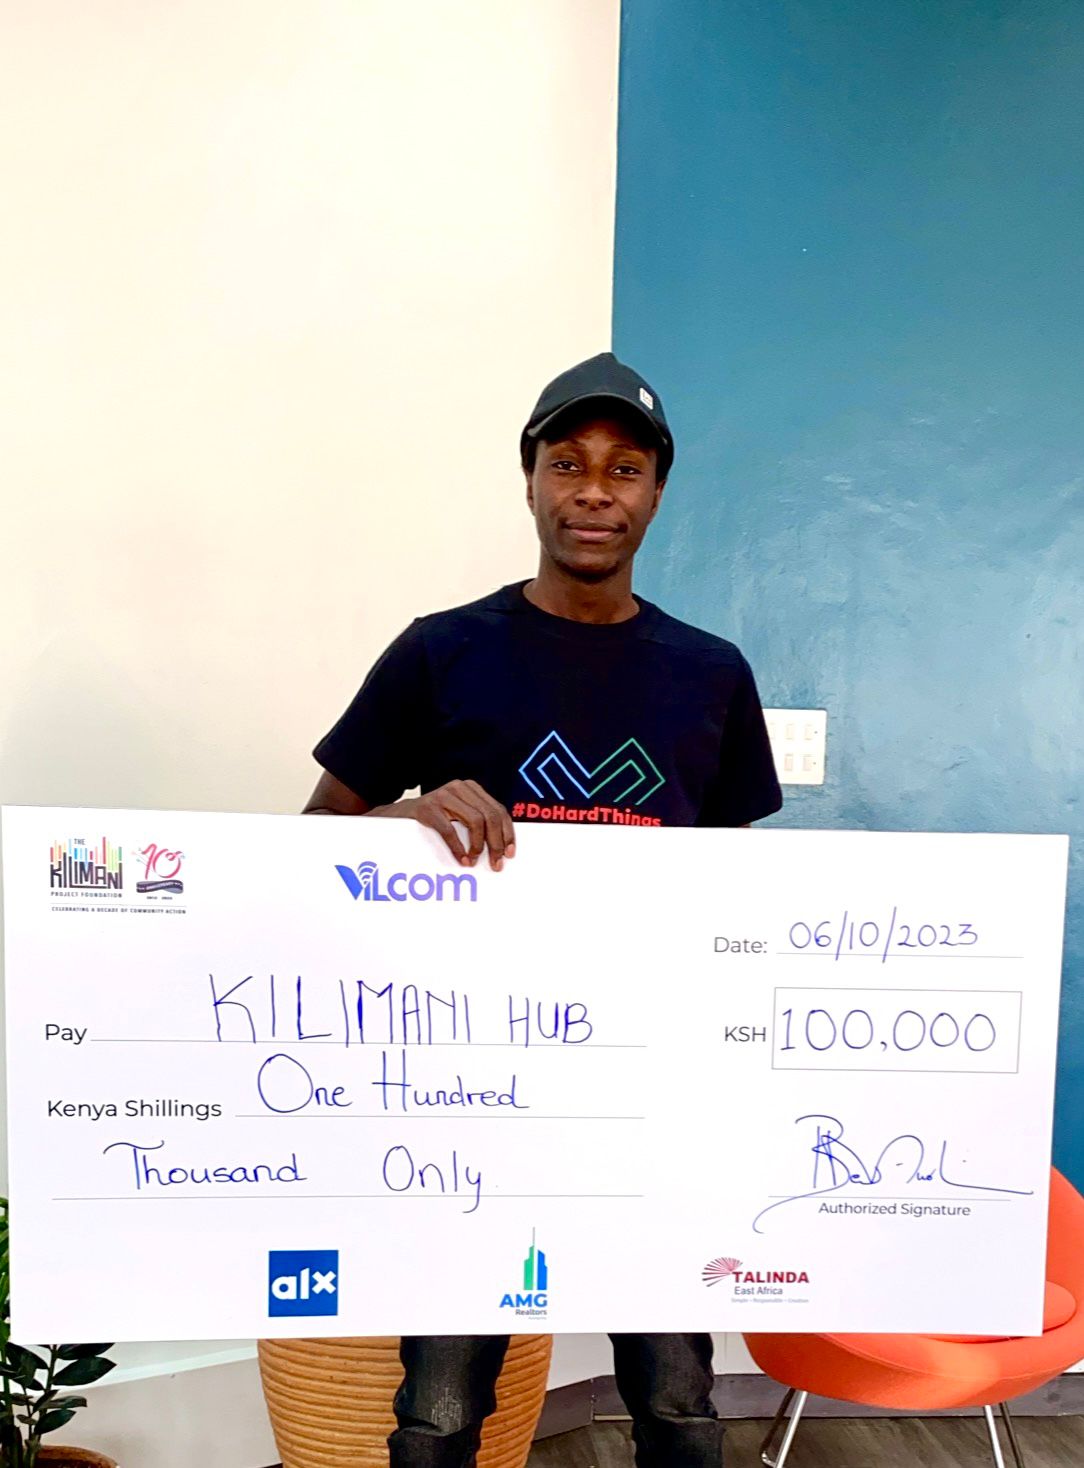 #DoHardThings
THE
KILIMANI
PROJECT FOUNDATION
10
ANNIVERSARY
CELEBRATING A DECADE OF COMMUNITY ACTION
ViLcom
Date: 06/10/2023
Pay KILIMANI HUB
KSH 100,000
Kenya Shillings One Hundred
Thousand Only
Authorized Signature
alx
AMG
Realtors
TALINDA
East Africa